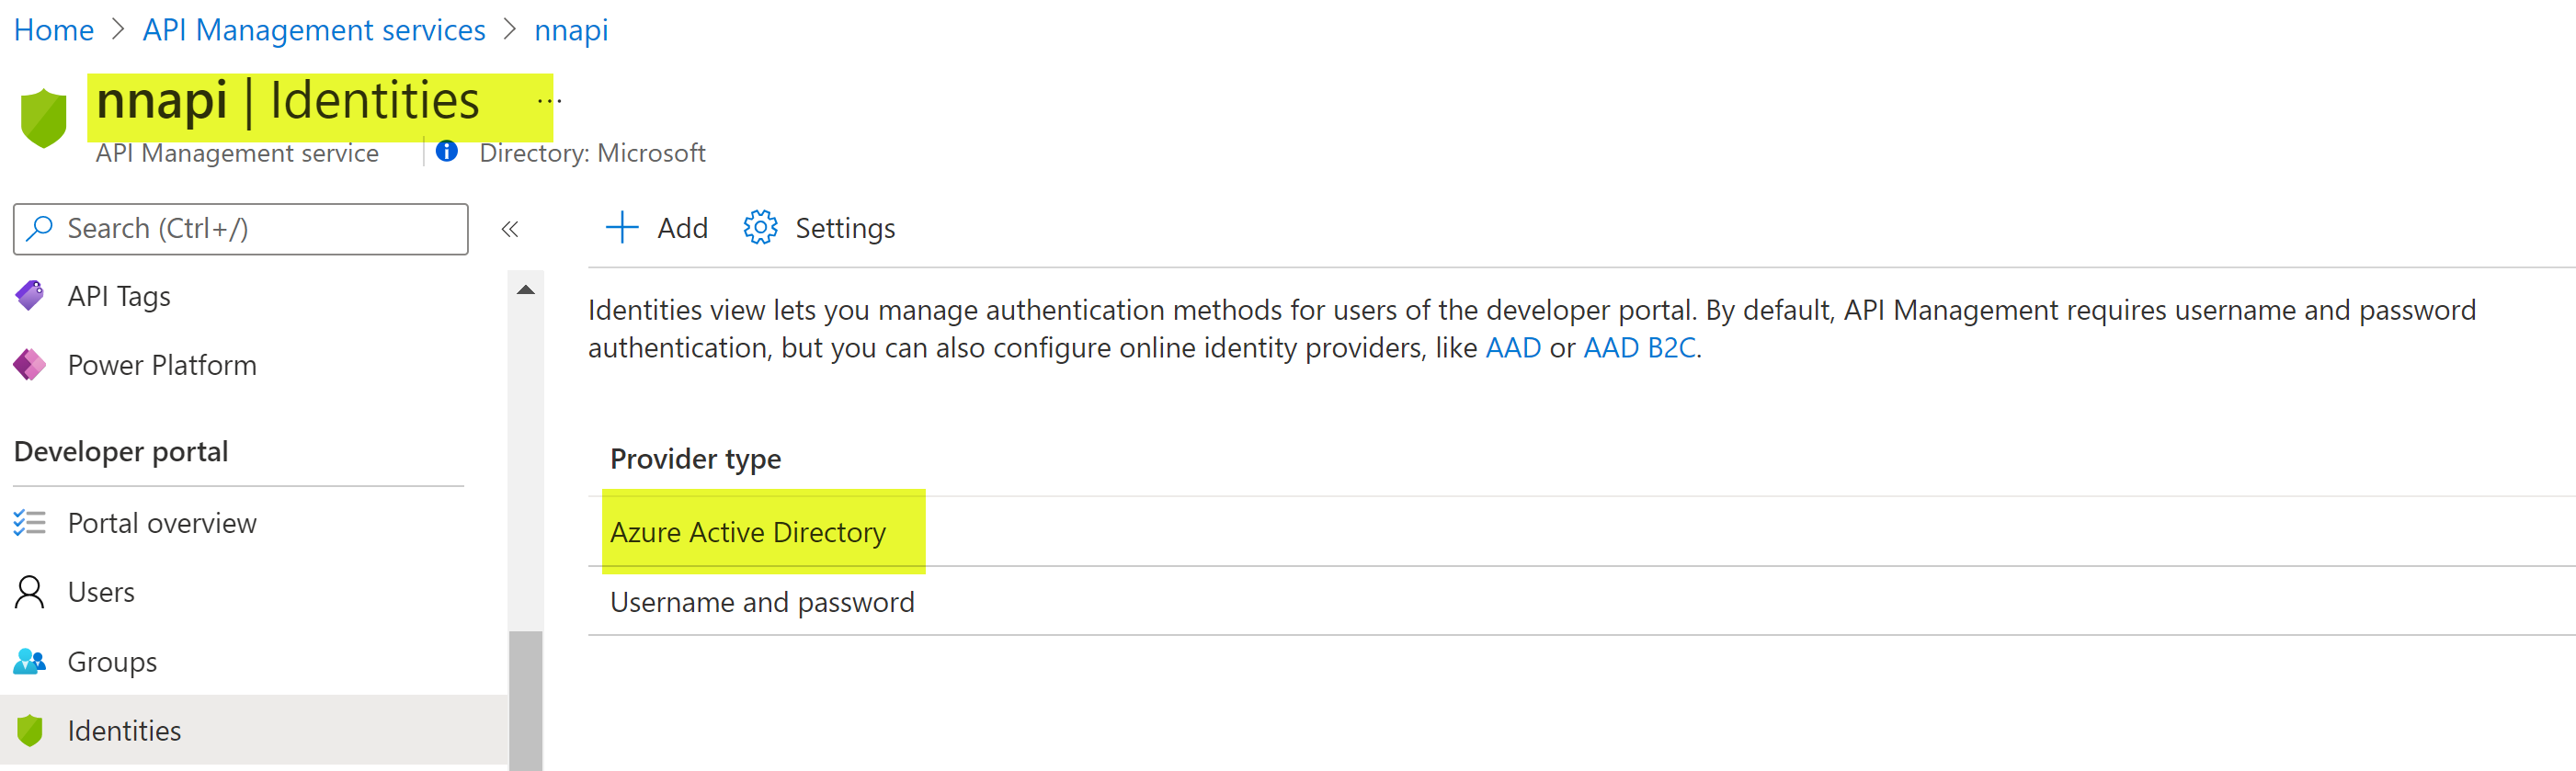 Home > API Management services > nnapi
nnapi | Identities ...
API Management service
Directory: Microsoft
Search (Ctrl+/)
«
API Tags
Power Platform
Developer portal
Portal overview
Users
Groups
Identities
Add
Settings
Identities view lets you manage authentication methods for users of the developer portal. By default, API Management requires username and password
authentication, but you can also configure online identity providers, like AAD or AAD B2C.
Provider type
Azure Active Directory
Username and password